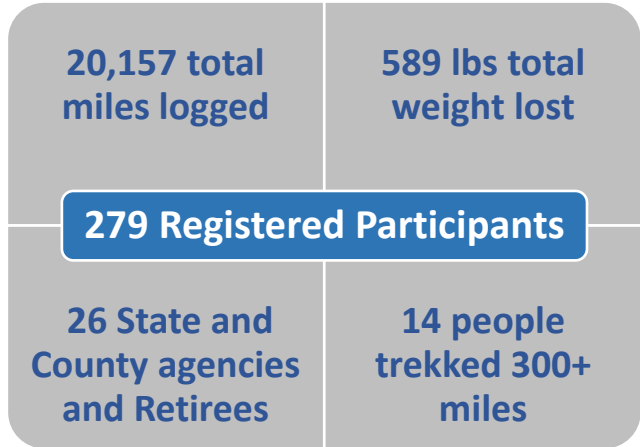 20,157 total
miles logged
589 lbs total
weight lost
279 Registered Participants
26 State and
County agencies
and Retirees
14 people
trekked 300+
miles